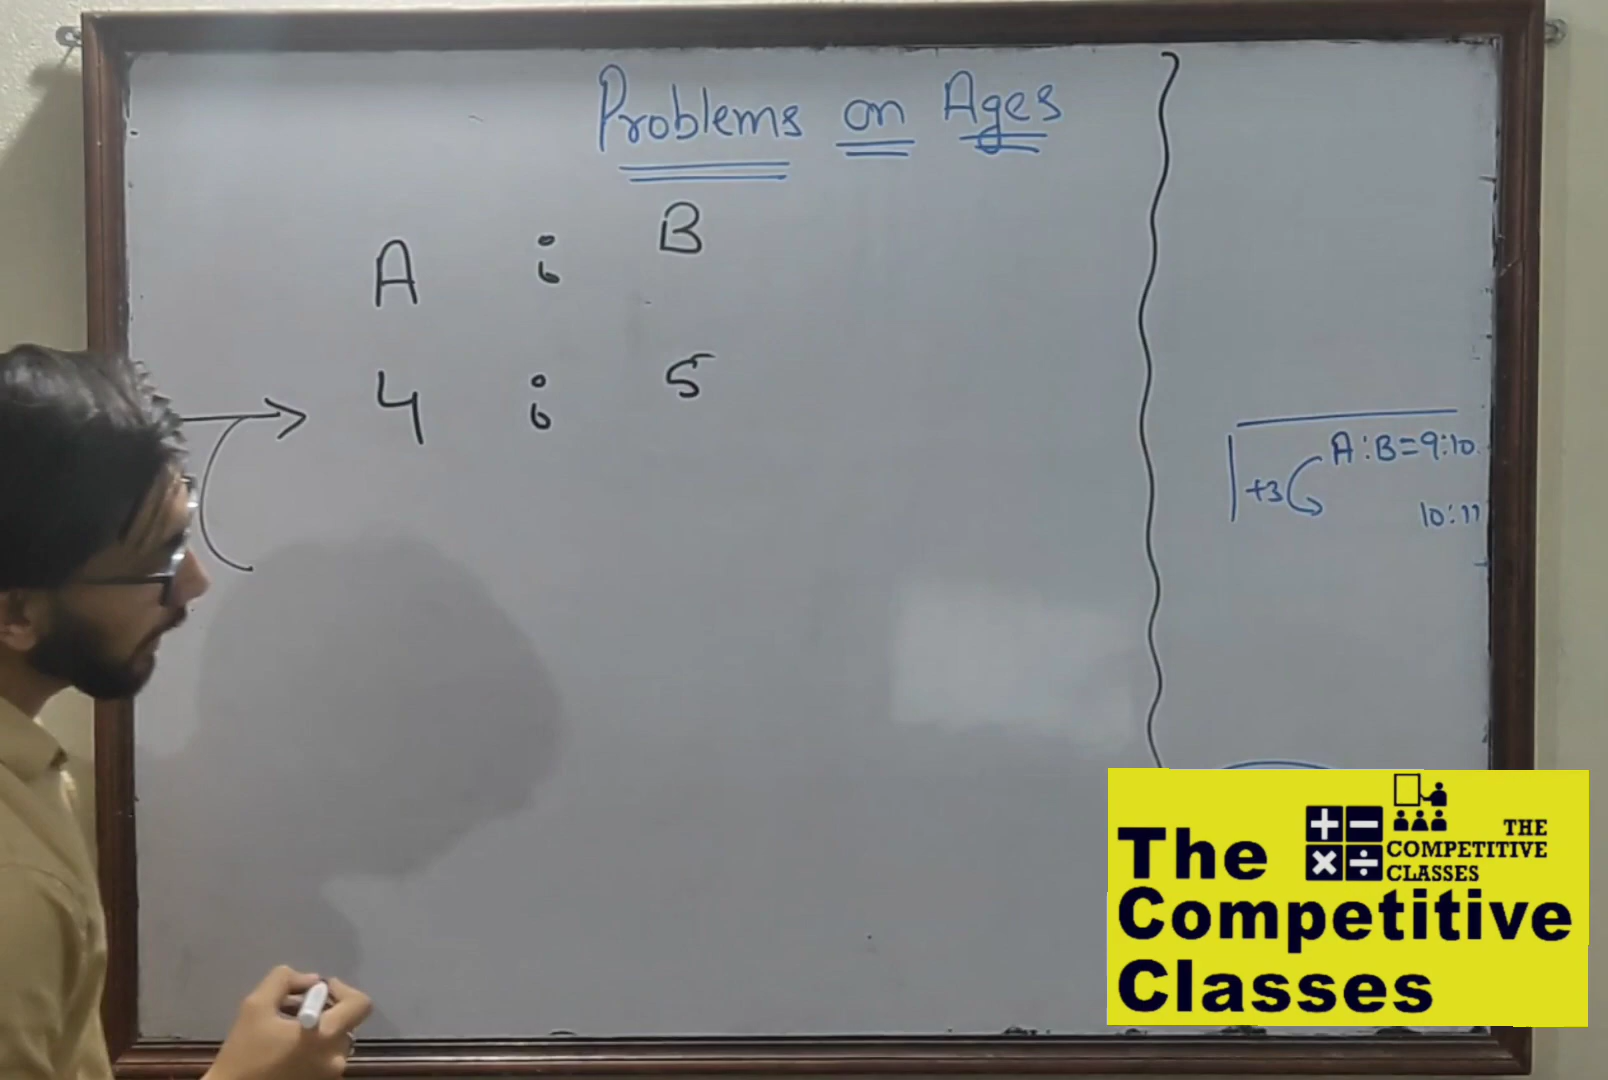 Problems on Ages
A : B
4 : 5
A:B=9:10
+3
10:11
The
Competitive
Classes
THE
COMPETITIVE
CLASSES